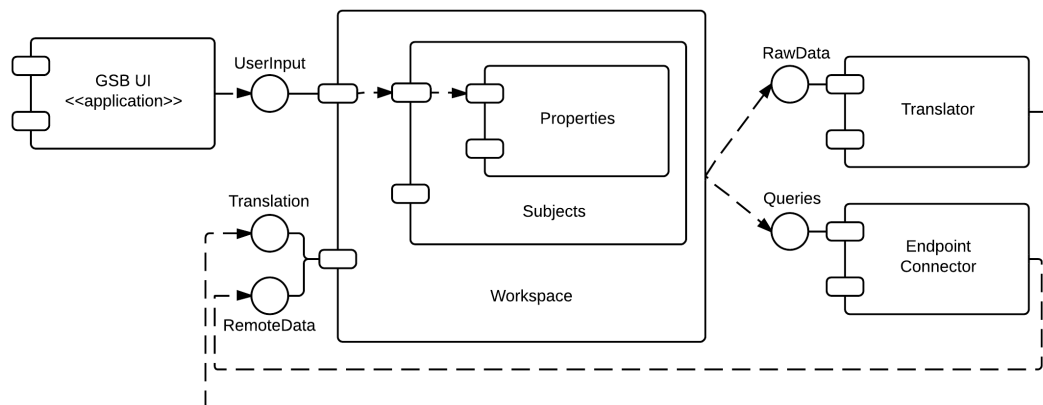 GSB UI
<<application>>
UserInput
Properties
Subjects
Workspace
Translation
RemoteData
RawData
Translator
Queries
Endpoint
Connector